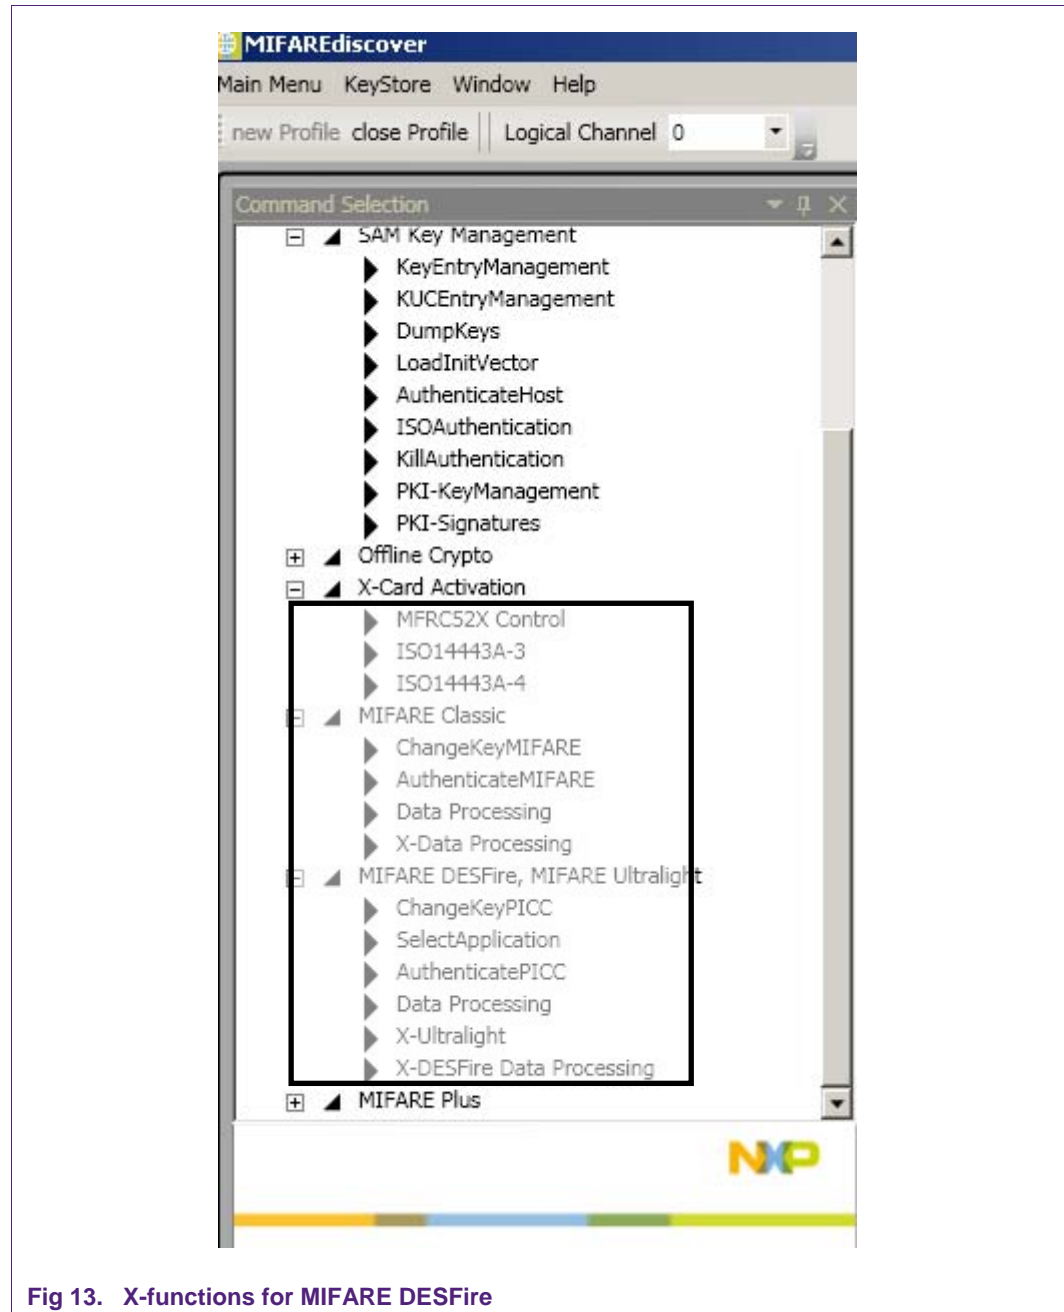 MIFAREdiscover
Main Menu KeyStore Window Help
new Profile close Profile Logical Channel 0
Command Selection
SAM Key Management
KeyEntryManagement
KUCEntryManagement
DumpKeys
LoadInitVector
AuthenticateHost
ISOAuthentication
KillAuthentication
PKI-KeyManagement
PKI-Signatures
Offline Crypto
X-Card Activation
MFRC52X Control
ISO14443A-3
ISO14443A-4
MIFARE Classic
ChangeKeyMIFARE
AuthenticateMIFARE
Data Processing
X-Data Processing
MIFARE DESFire, MIFARE Ultralight
ChangeKeyPICC
SelectApplication
AuthenticatePICC
Data Processing
X-Ultralight
X-DESFire Data Processing
MIFARE Plus
NXP
Fig 13. X-functions for MIFARE DESFire